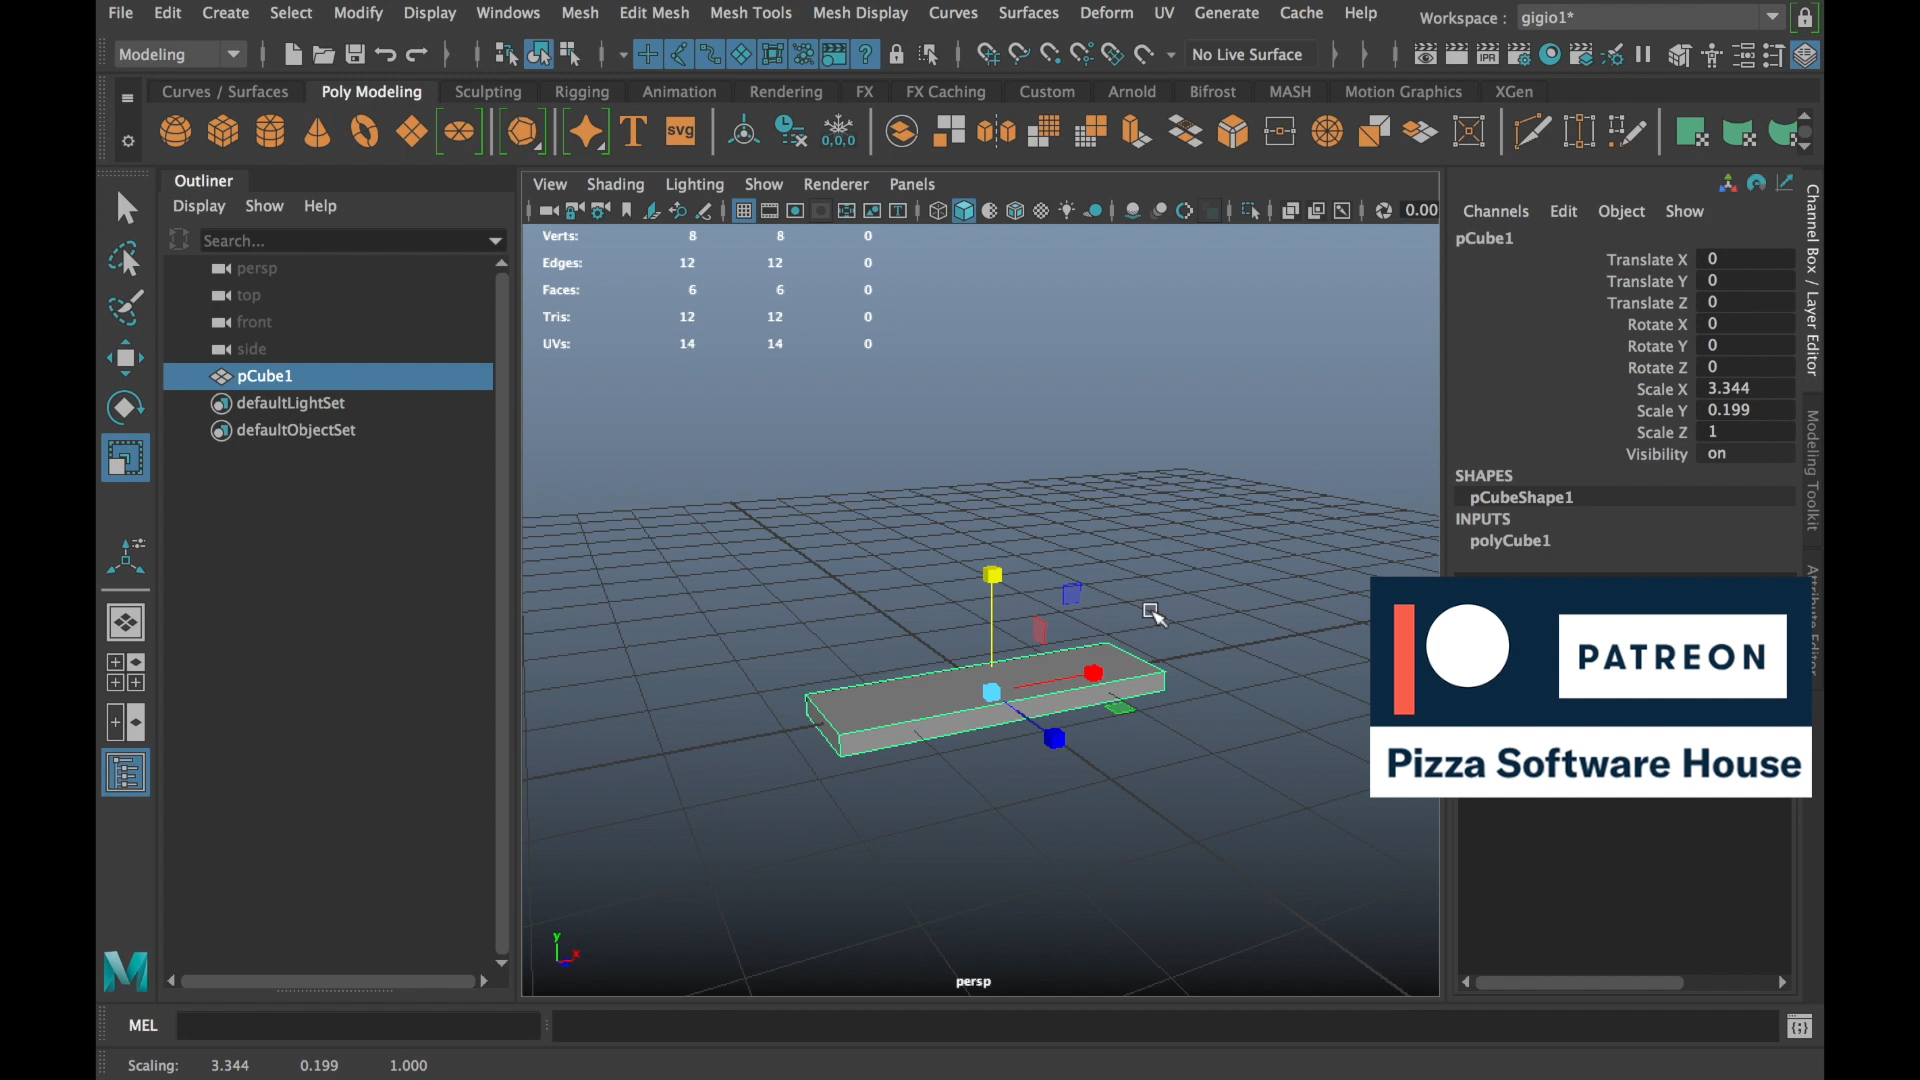 File Edit Create Select Modify Display Windows Mesh Edit Mesh Mesh Tools Mesh Display Curves Surfaces Deform UV Generate Cache Help Workspace : gigio1*
Modeling No Live Surface IPR
Curves / Surfaces Poly Modeling Sculpting Rigging Animation Rendering FX FX Caching Custom Arnold Bifrost MASH Motion Graphics XGen
T svg 0,0,0
Outliner
Display Show Help
Search...
persp
top
front
side
pCube1
defaultLightSet
defaultObjectSet
View Shading Lighting Show Renderer Panels
0.00
Verts: 8 8 0
Edges: 12 12 0
Faces: 6 6 0
Tris: 12 12 0
UVs: 14 14 0
y
x
persp
Channels Edit Object Show
pCube1
Translate X 0
Translate Y 0
Translate Z 0
Rotate X 0
Rotate Y 0
Rotate Z 0
Scale X 3.344
Scale Y 0.199
Scale Z 1
Visibility on
SHAPES
pCubeShape1
INPUTS
polyCube1
Channel Box / Layer Editor
Modeling Toolkit
Attribute Editor
PATREON
Pizza Software House
MEL
Scaling: 3.344 0.199 1.000